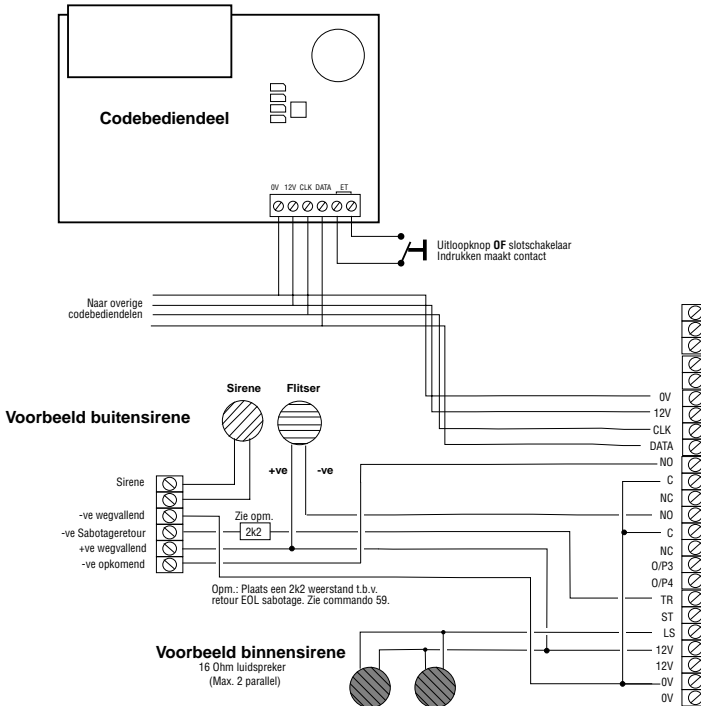 Codebediendeel
0V 12V CLK DATA ET
Uitloopknop OF slotschakelaar
Indrukken maakt contact
Naar overige
codebediendelen
Sirene Flitser
Voorbeeld buitensirene
+ve -ve
Sirene
-ve wegvallend
-ve Sabotageretour
+ve wegvallend
-ve opkomend
Zie opm.
2k2
Opm.: Plaats een 2k2 weerstand t.b.v.
retour EOL sabotage. Zie commando 59.
Voorbeeld binnensirene
16 Ohm luidspreker
(Max. 2 parallel)
0V
12V
CLK
DATA
NO
C
NC
NO
C
NC
O/P3
O/P4
TR
ST
LS
12V
12V
0V
0V